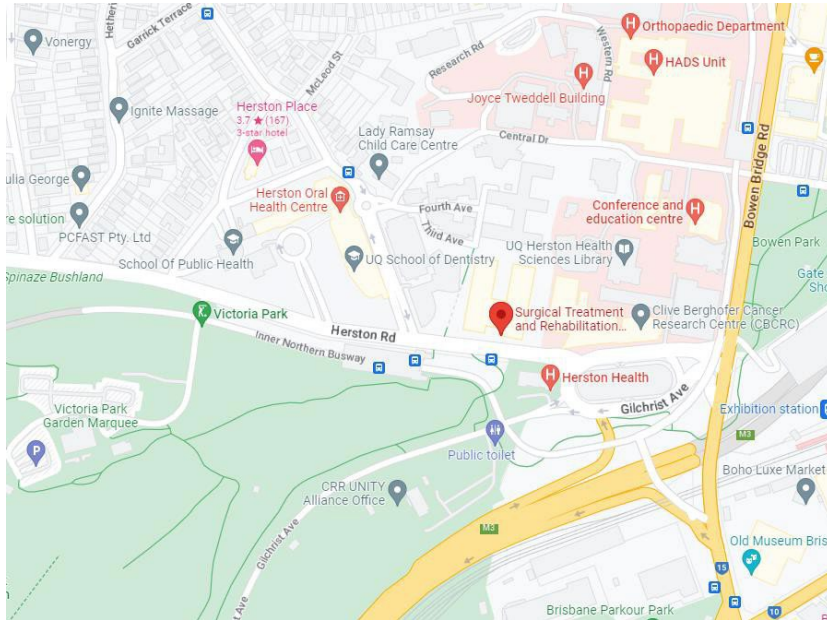 Vonergy
Hetheri
Garrick Terrace
McLeod St
Research Rd
Western Rd
Orthopaedic Department
HADS Unit
Joyce Tweddell Building
Ignite Massage
Herston Place
3.7 ★ (167)
3-star hotel
Lady Ramsay
Child Care Centre
Central Dr
Bowen Bridge Rd
ulia George
Herston Oral
Health Centre
Fourth Ave
Third Ave
Conference and
education centre
re solution
PCFAST Pty. Ltd
School Of Public Health
UQ School of Dentistry
UQ Herston Health
Sciences Library
Bowen Park
Gate
Sho
Spinaze Bushland
Victoria Park
Herston Rd
Inner Northern Busway
Surgical Treatment
and Rehabilitation...
Clive Berghofer Cancer
Research Centre (CBCRC)
Herston Health
Gilchrist Ave
Exhibition station
Victoria Park
Garden Marquee
P
Public toilet
M3
CRR UNITY
Alliance Office
Boho Luxe Market
M3
Gilchrist Ave
Old Museum Bris
15
t Ave
10
Brisbane Parkour Park